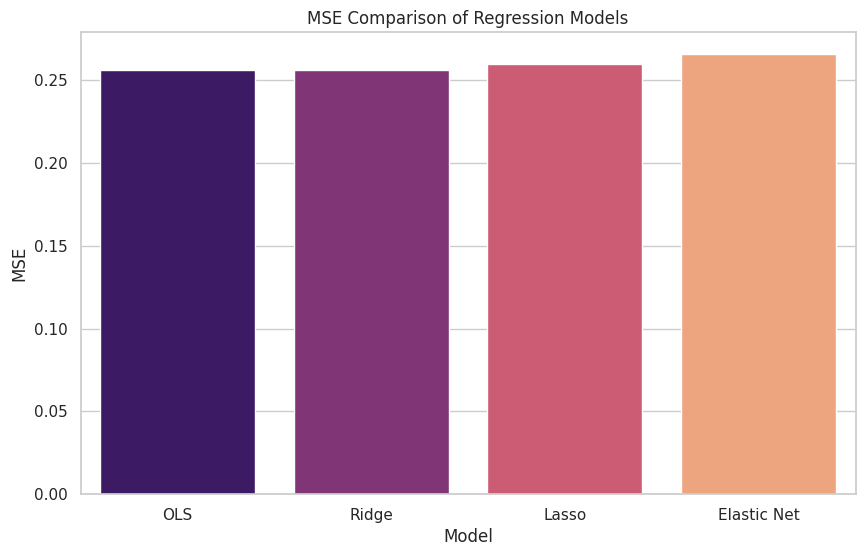 MSE Comparison of Regression Models
MSE
0.25
0.20
0.15
0.10
0.05
0.00
OLS
Ridge
Lasso
Elastic Net
Model